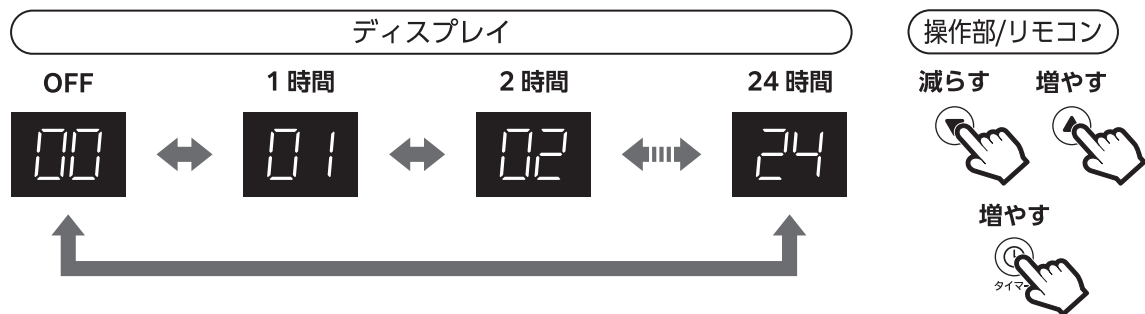 ディスプレイ
操作部/リモコン
OFF
1 時間
2 時間
24 時間
減らす
増やす
00
01
02
24
増やす
タイマー